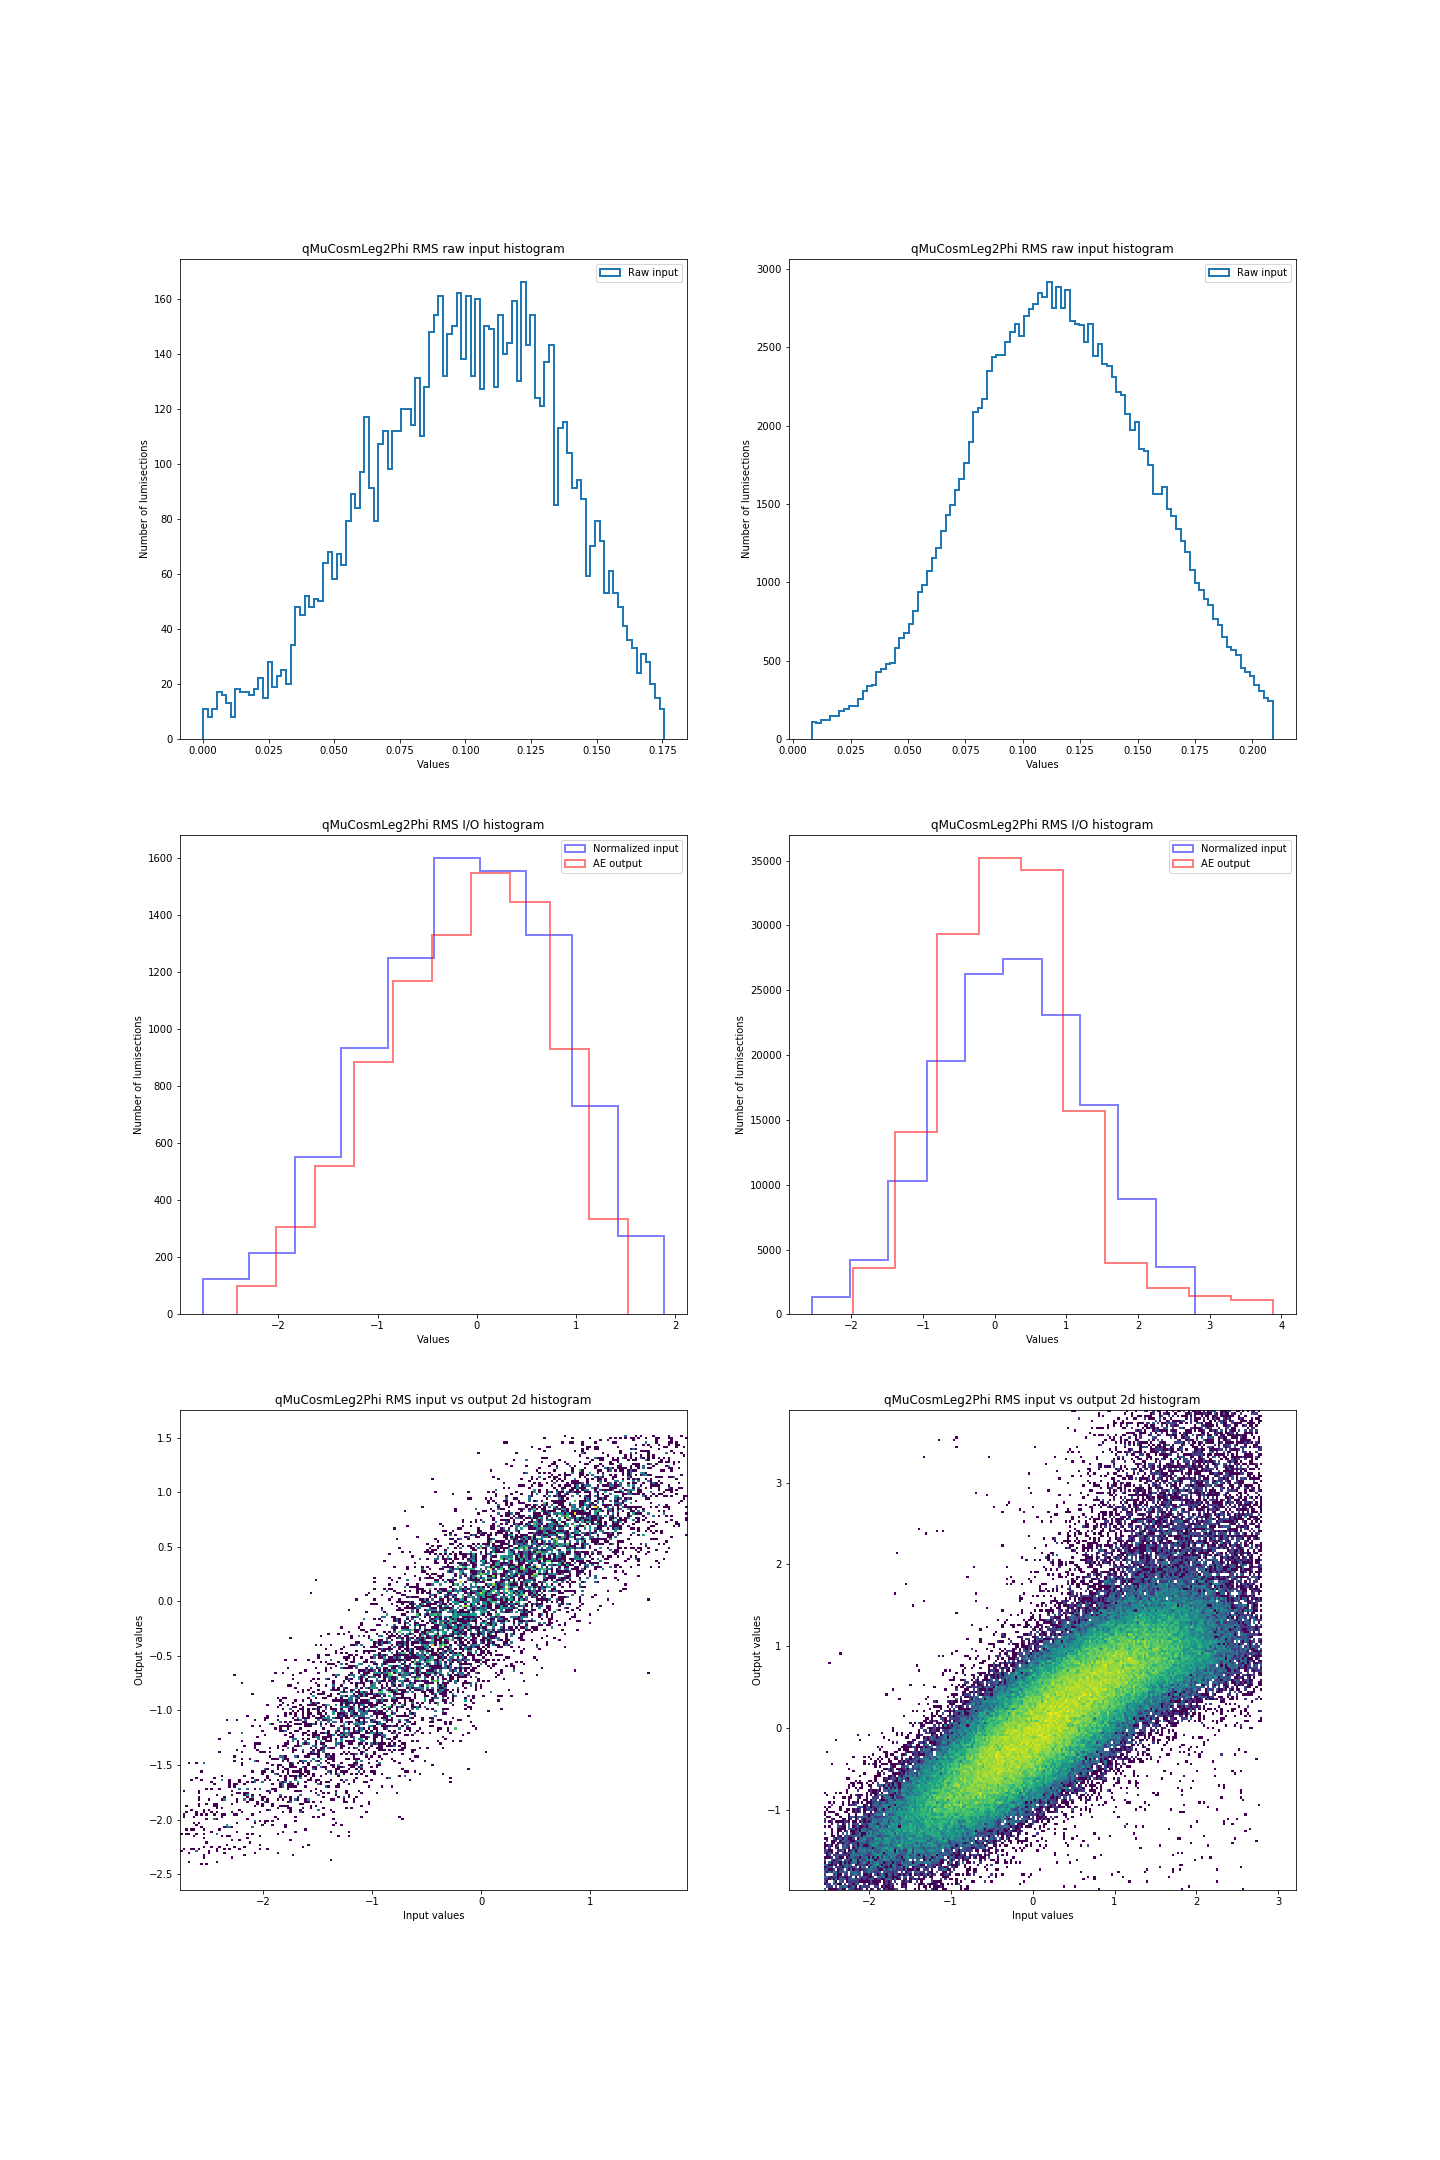 qMuCosmLeg2Phi RMS raw input histogram
Raw input
Number of lumisections
160
140
120
100
80
60
40
20
0
0.000 0.025 0.050 0.075 0.100 0.125 0.150 0.175
Values
qMuCosmLeg2Phi RMS raw input histogram
Raw input
Number of lumisections
3000
2500
2000
1500
1000
500
0
0.000 0.025 0.050 0.075 0.100 0.125 0.150 0.175 0.200
Values
qMuCosmLeg2Phi RMS I/O histogram
Normalized input
AE output
Number of lumisections
1600
1400
1200
1000
800
600
400
200
0
−2 −1 0 1 2
Values
qMuCosmLeg2Phi RMS I/O histogram
Normalized input
AE output
Number of lumisections
35000
30000
25000
20000
15000
10000
5000
0
−2 −1 0 1 2 3 4
Values
qMuCosmLeg2Phi RMS input vs output 2d histogram
Output values
1.5
1.0
0.5
0.0
−0.5
−1.0
−1.5
−2.0
−2.5
−2 −1 0 1
Input values
qMuCosmLeg2Phi RMS input vs output 2d histogram
Output values
3
2
1
0
−1
−2 −1 0 1 2 3
Input values